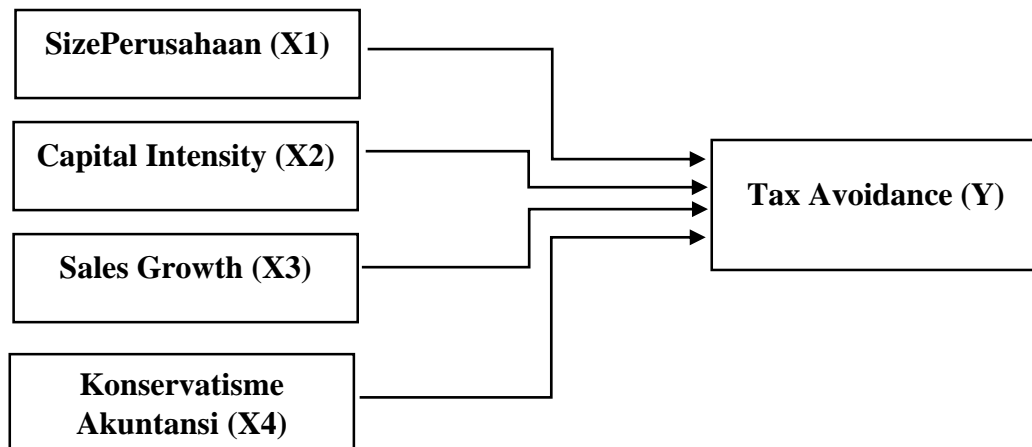 SizePerusahaan (X1)
Capital Intensity (X2)
Tax Avoidance (Y)
Sales Growth (X3)
Konservatisme
Akuntansi (X4)